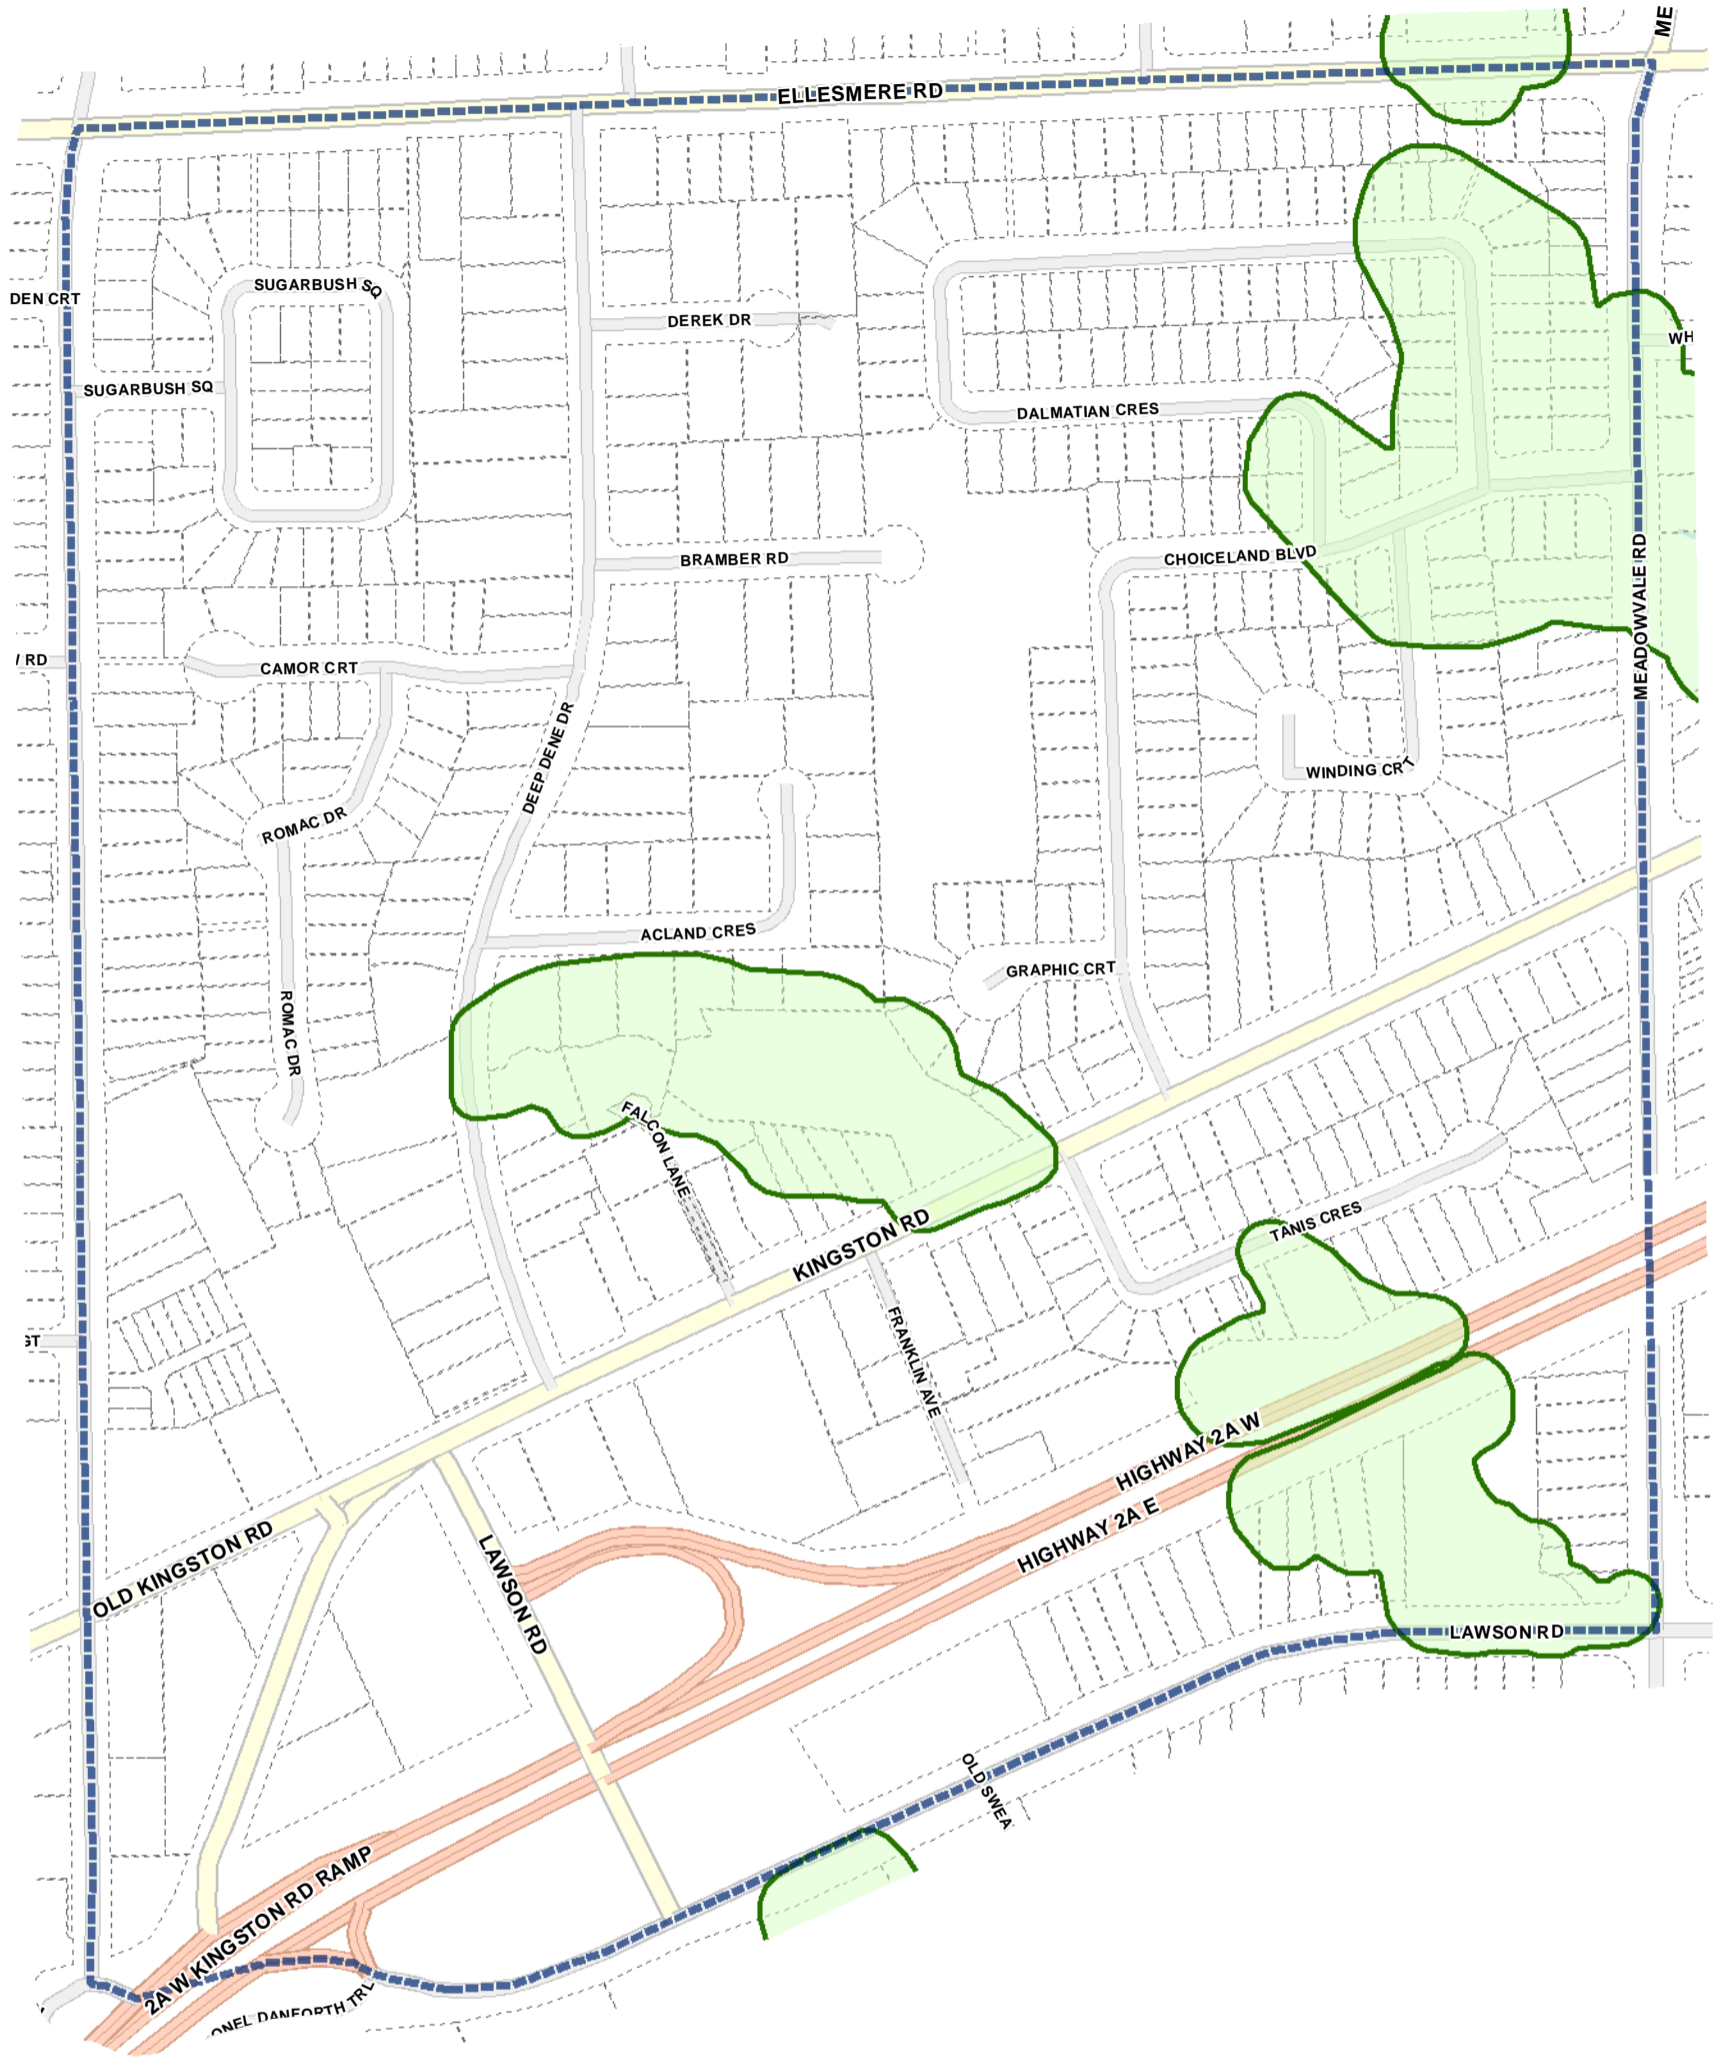 ME
ELLESMERE RD
SUGARBUSH SQ
DEN CRT
DEREK DR
WH
SUGARBUSH SQ
DALMATIAN CRES
BRAMBER RD
CHOICELAND BLVD
MEADOWVALE RD
RD
CAMOR CRT
DEEP DENE DR
WINDING CRT
ROMAC DR
ACLAND CRES
GRAPHIC CRT
ROMAC DR
FALCON LANE
KINGSTON RD
TANIS CRES
GT
FRANKLIN AVE
HIGHWAY 2A W
HIGHWAY 2A E
OLD KINGSTON RD
LAWSON RD
LAWSON RD
OLD SWEA
2A W KINGSTON RD RAMP
ONEL DANFORTH TRL